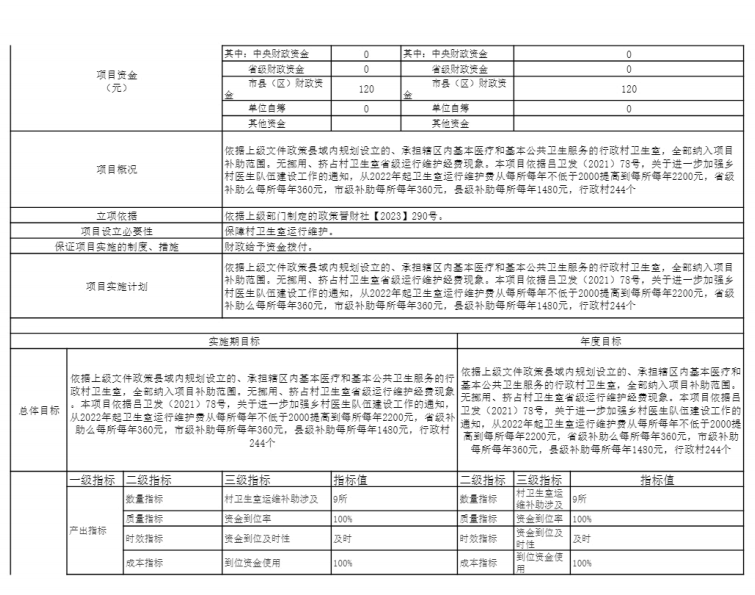 项目资金
（元）
其中：中央财政资金 0 其中：中央财政资金 0
省级财政资金 0 省级财政资金 0
市县（区）财政资金 120 市县（区）财政资金 120
单位自筹 0 单位自筹 0
其他资金 其他资金
项目概况
依据上级文件政策县域内规划设立的、承担辖区内基本医疗和基本公共卫生服务的行政村卫生室，全部纳入项目
补助范围。无挪用、挤占村卫生室省级运行维护经费现象。本项目依据吕卫发（2021）78号，关于进一步加强乡
村医生队伍建设工作的通知，从2022年起卫生室运行维护费从每所每年不低于2000提高到每所每年2200元，省级
补助么每所每年360元，市级补助每所每年360元，县级补助每所每年1480元，行政村244个
立项依据 依据上级部门制定的政策晋财社【2023】290号。
项目设立必要性 保障村卫生室运行维护。
保证项目实施的制度、措施 财政给予资金拨付。
项目实施计划
依据上级文件政策县域内规划设立的、承担辖区内基本医疗和基本公共卫生服务的行政村卫生室，全部纳入项目
补助范围。无挪用、挤占村卫生室省级运行维护经费现象。本项目依据吕卫发（2021）78号，关于进一步加强乡
村医生队伍建设工作的通知，从2022年起卫生室运行维护费从每所每年不低于2000提高到每所每年2200元，省级
补助么每所每年360元，市级补助每所每年360元，县级补助每所每年1480元，行政村244个
实施期目标 年度目标
总体目标
依据上级文件政策县域内规划设立的、承担辖区内基本医疗和基本公共卫生服务的行
政村卫生室，全部纳入项目补助范围。无挪用、挤占村卫生室省级运行维护经费现象
。本项目依据吕卫发（2021）78号，关于进一步加强乡村医生队伍建设工作的通知，
从2022年起卫生室运行维护费从每所每年不低于2000提高到每所每年2200元，省级补
助么每所每年360元，市级补助每所每年360元，县级补助每所每年1480元，行政村
244个
依据上级文件政策县域内规划设立的、承担辖区内基本医疗和
基本公共卫生服务的行政村卫生室，全部纳入项目补助范围。
无挪用、挤占村卫生室省级运行维护经费现象。本项目依据吕
卫发（2021）78号，关于进一步加强乡村医生队伍建设工作的
通知，从2022年起卫生室运行维护费从每所每年不低于2000提
高到每所每年2200元，省级补助么每所每年360元，市级补助
每所每年360元，县级补助每所每年1480元，行政村244个
一级指标 二级指标 三级指标 指标值 二级指标 三级指标 指标值
产出指标
数量指标 村卫生室运维补助涉及 9所 数量指标 村卫生室运维补助涉及 9所
质量指标 资金到位率 100% 质量指标 资金到位率 100%
时效指标 资金到位及时性 及时 时效指标 资金到位及时性 及时
成本指标 到位资金使用 100% 成本指标 到位资金使用 100%